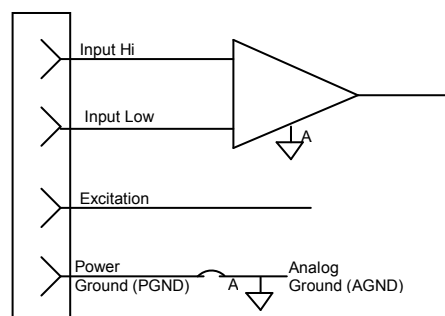 Input Hi
Input Low
A
Excitation
Power
Ground (PGND)
A
Analog
Ground (AGND)